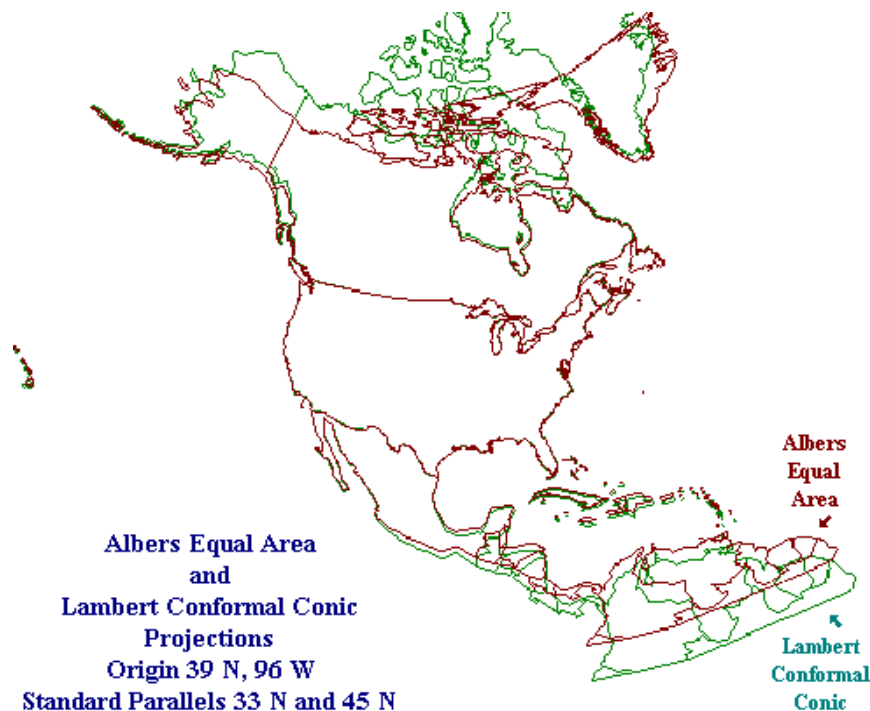 Albers
Equal
Area
Albers Equal Area
and
Lambert Conformal Conic
Projections
Origin 39 N, 96 W
Standard Parallels 33 N and 45 N
Lambert
Conformal
Conic